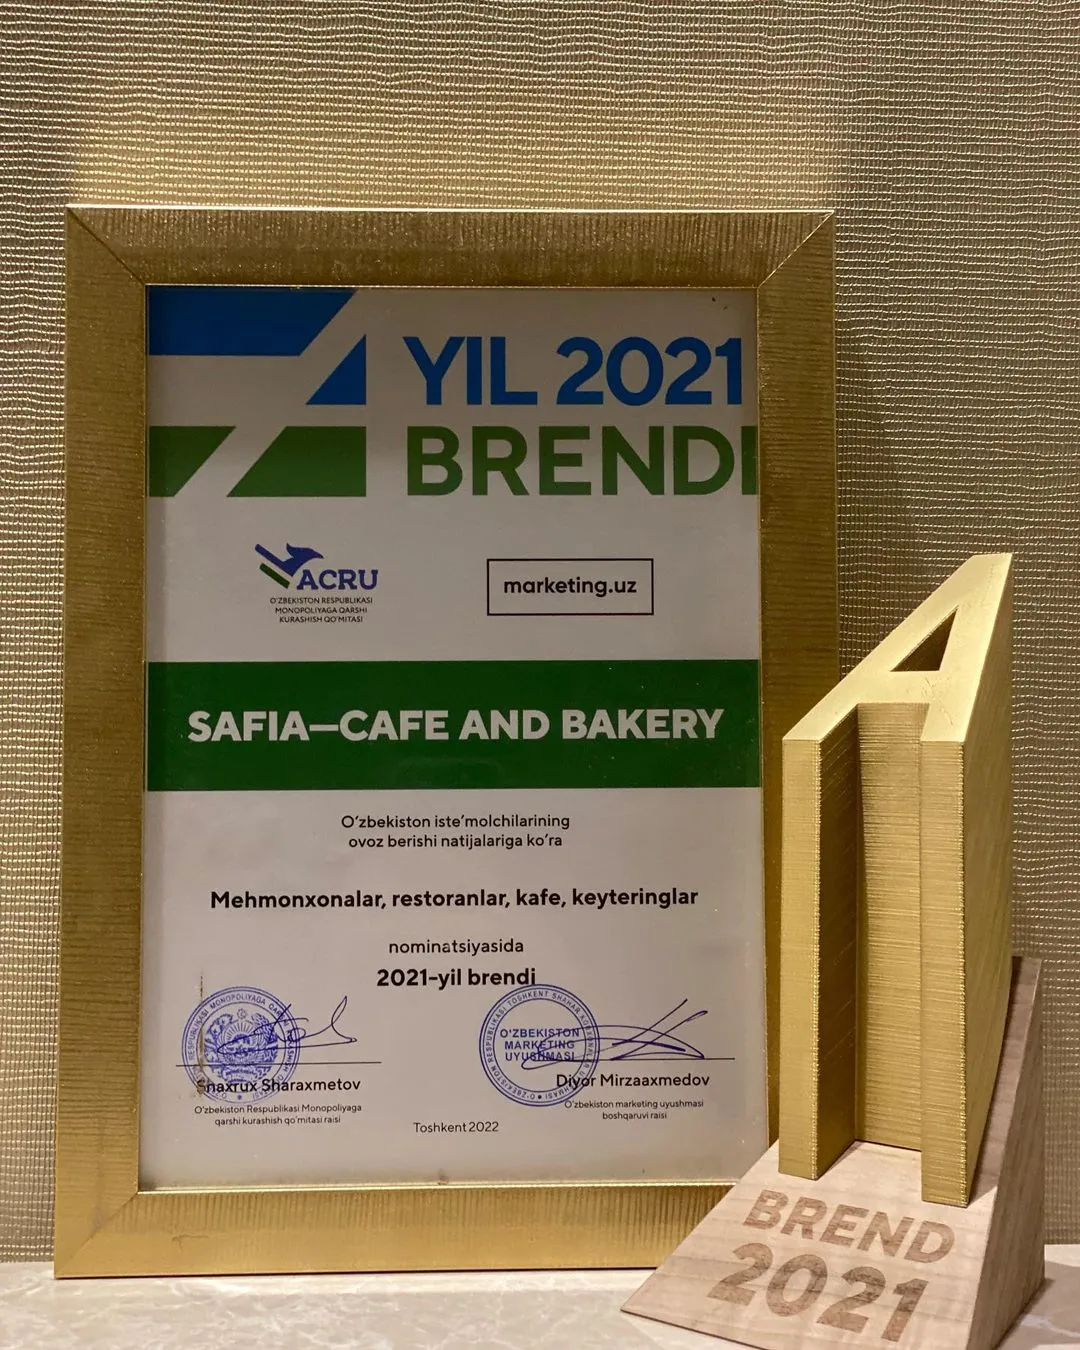 YIL 2021
BRENDI
ACRU
O'ZBEKISTON RESPUBLIKASI
MONOPOLIYAGA QARSHI
KURASHISH QO'MITASI
marketing.uz
SAFIA—CAFE AND BAKERY
O'zbekiston iste'molchilarining
ovoz berishi natijalariga ko'ra
Mehmonxonalar, restoranlar, kafe, keyteringlar
nominatsiyasida
2021-yil brendi
O'ZBEKISTON
MARKETING
UYUSHMASI
Shaxrux Sharaxmetov
O'zbekiston Respublikasi Monopoliyaga
qarshi kurashish qo'mitasi raisi
Diyor Mirzaaxmedov
O'zbekiston marketing uyushmasi
boshqaruvi raisi
Toshkent 2022
A
BREND
2021